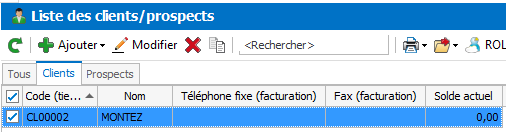 Liste des clients/prospects
Ajouter Modifier <Rechercher> ROL
Tous Clients Prospects
Code (tie... Nom Téléphone fixe (facturation) Fax (facturation) Solde actuel
CL00002 MONTEZ 0,00